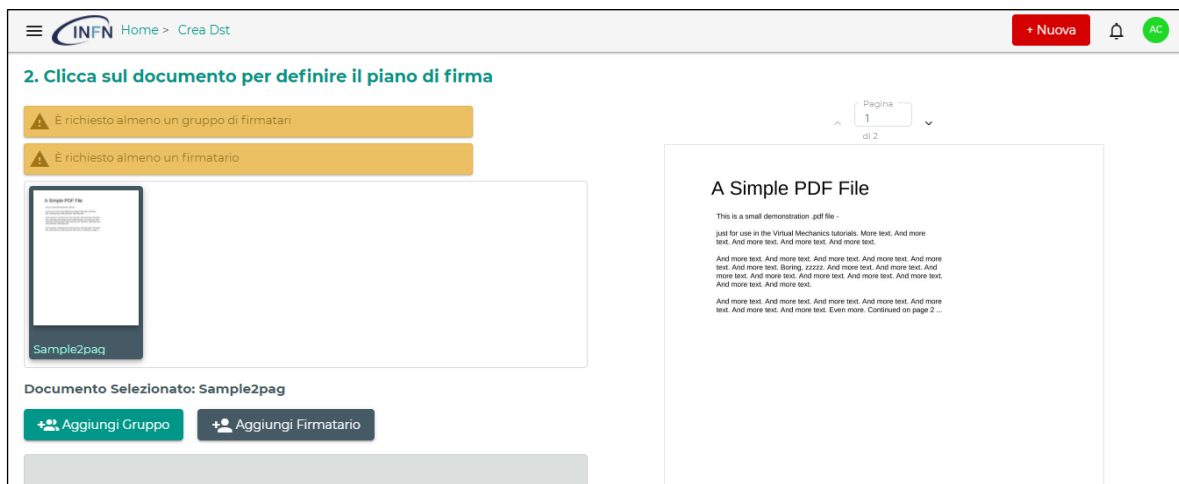 INFN Home > Crea Dst
+ Nuova
AC
2. Clicca sul documento per definire il piano di firma
È richiesto almeno un gruppo di firmatari
È richiesto almeno un firmatario
A Simple PDF File
Sample2pag
Documento Selezionato: Sample2pag
Aggiungi Gruppo
Aggiungi Firmatario
Pagina
1
di 2
A Simple PDF File
This is a small demonstration .pdf file -
just for use in the Virtual Mechanics tutorials. More text. And more
text. And more text. And more text. And more text.
And more text. And more text. And more text. And more text. And more
text. And more text. Boring, zzzzz. And more text. And more text. And
more text. And more text. And more text. And more text. And more text.
And more text. And more text.
And more text. And more text. And more text. And more text. And more
text. And more text. And more text. Even more. Continued on page 2 ...